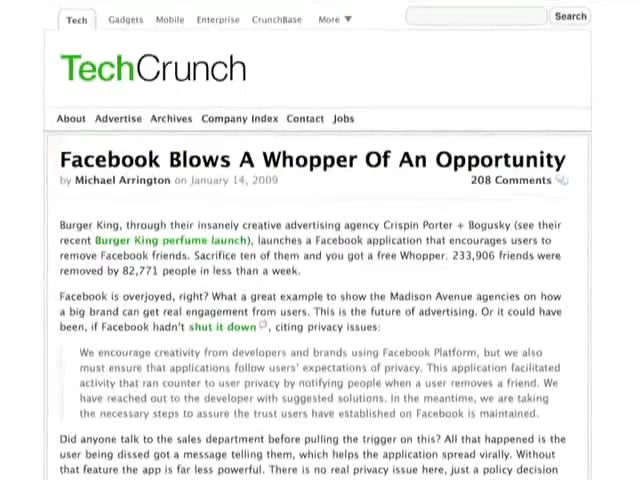 Tech Gadgets Mobile Enterprise CrunchBase More ▼ Search
TechCrunch
About Advertise Archives Company Index Contact Jobs
Facebook Blows A Whopper Of An Opportunity
by Michael Arrington on January 14, 2009 208 Comments
Burger King, through their insanely creative advertising agency Crispin Porter + Bogusky (see their
recent Burger King perfume launch), launches a Facebook application that encourages users to
remove Facebook friends. Sacrifice ten of them and you got a free Whopper. 233,906 friends were
removed by 82,771 people in less than a week.
Facebook is overjoyed, right? What a great example to show the Madison Avenue agencies on how
a big brand can get real engagement from users. This is the future of advertising. Or it could have
been, if Facebook hadn't shut it down, citing privacy issues:
We encourage creativity from developers and brands using Facebook Platform, but we also
must ensure that applications follow users' expectations of privacy. This application facilitated
activity that ran counter to user privacy by notifying people when a user removes a friend. We
have reached out to the developer with suggested solutions. In the meantime, we are taking
the necessary steps to assure the trust users have established on Facebook is maintained.
Did anyone talk to the sales department before pulling the trigger on this? All that happened is the
user being dissed got a message telling them, which helps the application spread virally. Without
that feature the app is far less powerful. There is no real privacy issue here, just a policy decision